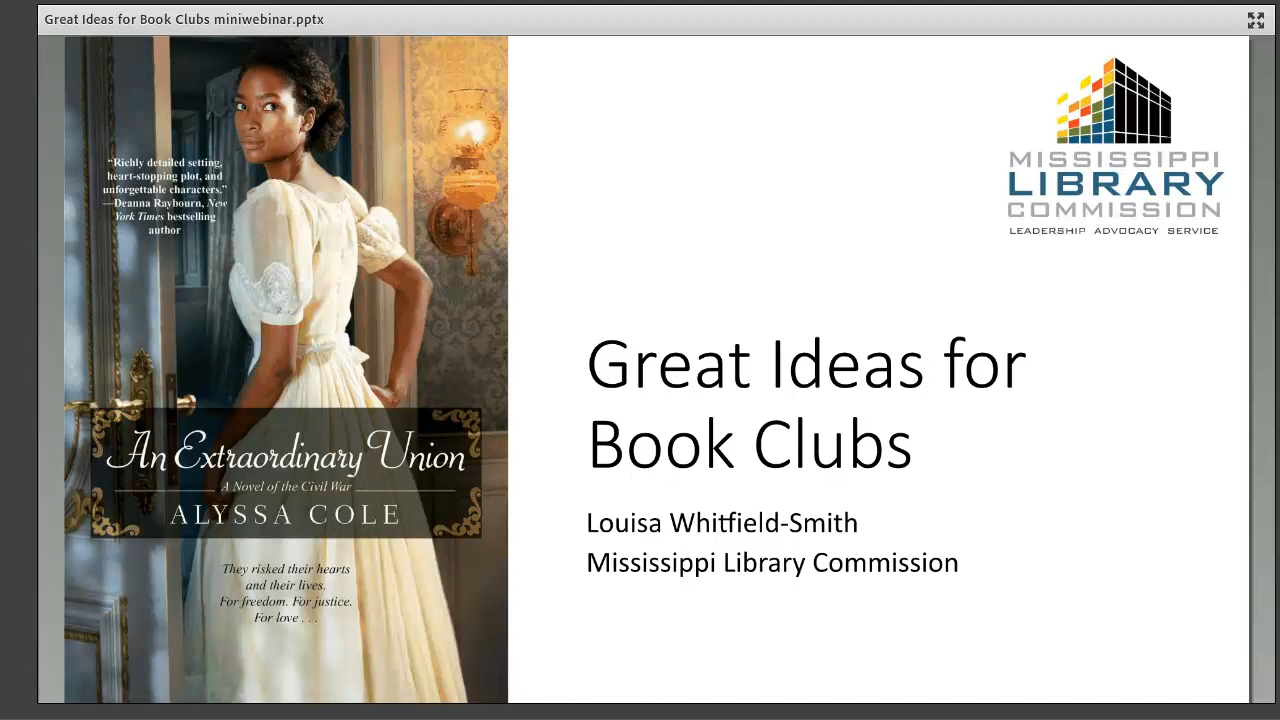 Great Ideas for Book Clubs miniwebinar.pptx
“Richly detailed setting,
heart-stopping plot, and
unforgettable characters.”
—Deanna Raybourn, New
York Times bestselling
author
An Extraordinary Union
A Novel of the Civil War
ALYSSA COLE
They risked their hearts
and their lives.
For freedom. For justice.
For love . . .
MISSISSIPPI
LIBRARY
COMMISSION
LEADERSHIP ADVOCACY SERVICE
Great Ideas for
Book Clubs
Louisa Whitfield-Smith
Mississippi Library Commission